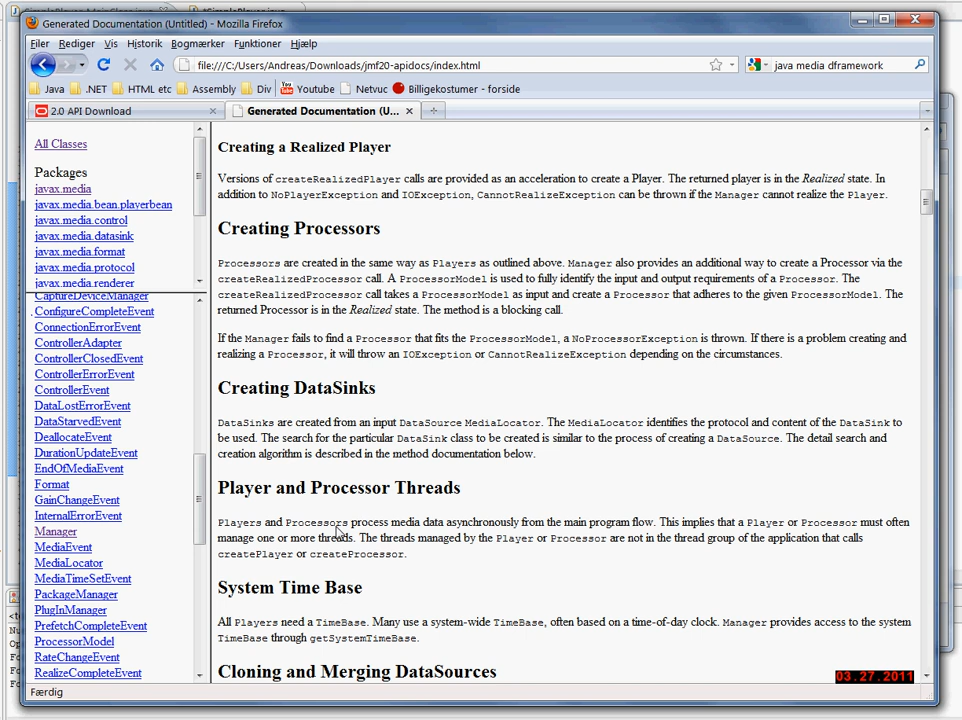 Generated Documentation (Untitled) - Mozilla Firefox
Filer Rediger Vis Historik Bogmærker Funktioner Hjælp
file:///C:/Users/Andreas/Downloads/jmf20-apidocs/index.html
java media dframework
Java .NET HTML etc Assembly Div Youtube Netvuc Billigekostumer - forside
2.0 API Download
Generated Documentation (U...
All Classes
Packages
javax.media
javax.media.bean.playerbean
javax.media.control
javax.media.datasink
javax.media.format
javax.media.protocol
javax.media.renderer
CaptureDeviceManager
ConfigureCompleteEvent
ConnectionErrorEvent
ControllerAdapter
ControllerClosedEvent
ControllerErrorEvent
ControllerEvent
DataLostErrorEvent
DataStarvedEvent
DeallocateEvent
DurationUpdateEvent
EndOfMediaEvent
Format
GainChangeEvent
InternalErrorEvent
Manager
MediaEvent
MediaLocator
MediaTimeSetEvent
PackageManager
PlugInManager
PrefetchCompleteEvent
ProcessorModel
RateChangeEvent
RealizeCompleteEvent
Creating a Realized Player
Versions of createRealizedPlayer calls are provided as an acceleration to create a Player. The returned player is in the Realized state. In
addition to NoPlayerException and IOException, CannotRealizeException can be thrown if the Manager cannot realize the Player.
Creating Processors
Processors are created in the same way as Players as outlined above. Manager also provides an additional way to create a Processor via the
createRealizedProcessor call. A ProcessorModel is used to fully identify the input and output requirements of a Processor. The
createRealizedProcessor call takes a ProcessorModel as input and create a Processor that adheres to the given ProcessorModel. The
returned Processor is in the Realized state. The method is a blocking call.
If the Manager fails to find a Processor that fits the ProcessorModel, a NoProcessorException is thrown. If there is a problem creating and
realizing a Processor, it will throw an IOException or CannotRealizeException depending on the circumstances.
Creating DataSinks
DataSinks are created from an input DataSource MediaLocator. The MediaLocator identifies the protocol and content of the DataSink to
be used. The search for the particular DataSink class to be created is similar to the process of creating a DataSource. The detail search and
creation algorithm is described in the method documentation below.
Player and Processor Threads
Players and Processors process media data asynchronously from the main program flow. This implies that a Player or Processor must often
manage one or more threads. The threads managed by the Player or Processor are not in the thread group of the application that calls
createPlayer or createProcessor.
System Time Base
All Players need a TimeBase. Many use a system-wide TimeBase, often based on a time-of-day clock. Manager provides access to the system
TimeBase through getSystemTimeBase.
Cloning and Merging DataSources
03.27.2011
Færdig